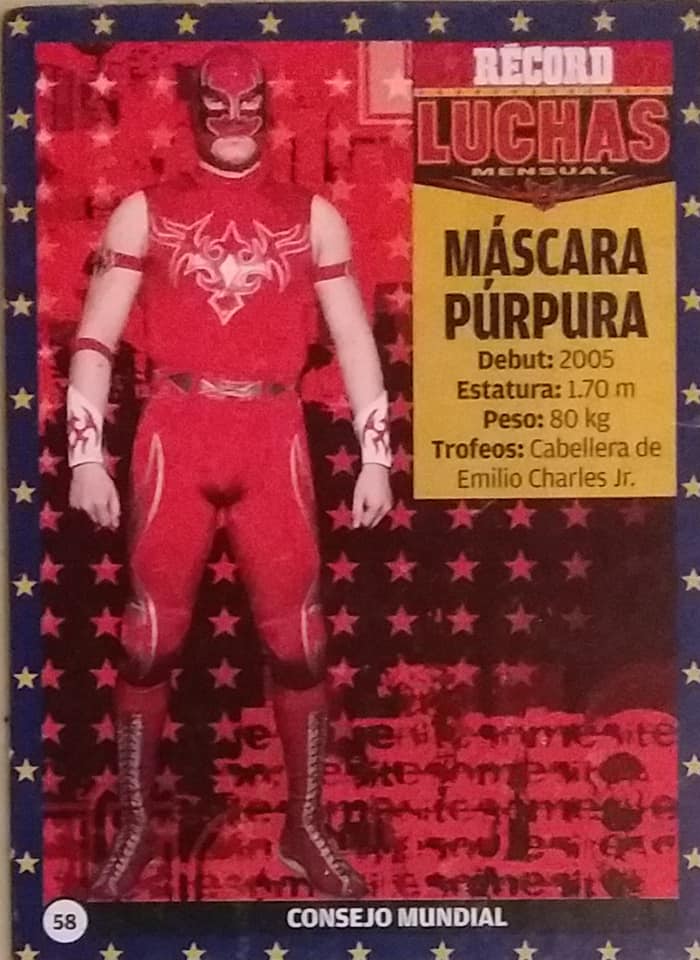 RÉCORD
LUCHAS
MENSUAL
MÁSCARA
PÚRPURA
Debut: 2005
Estatura: 1.70 m
Peso: 80 kg
Trofeos: Cabellera de
Emilio Charles Jr.
58
CONSEJO MUNDIAL